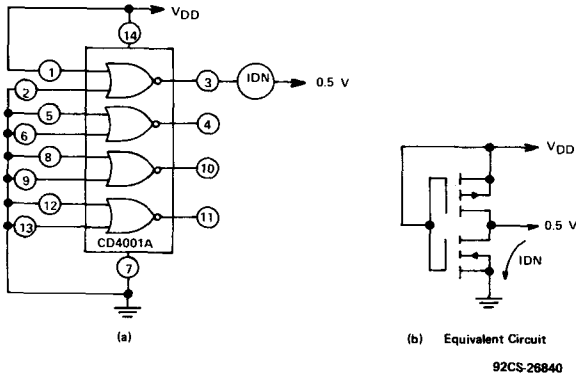 VDD
14
1
2
3
IDN
0.5 V
5
6
4
8
9
10
12
13
11
CD4001A
7
(a)
VDD
0.5 V
IDN
(b) Equivalent Circuit
92CS-26840